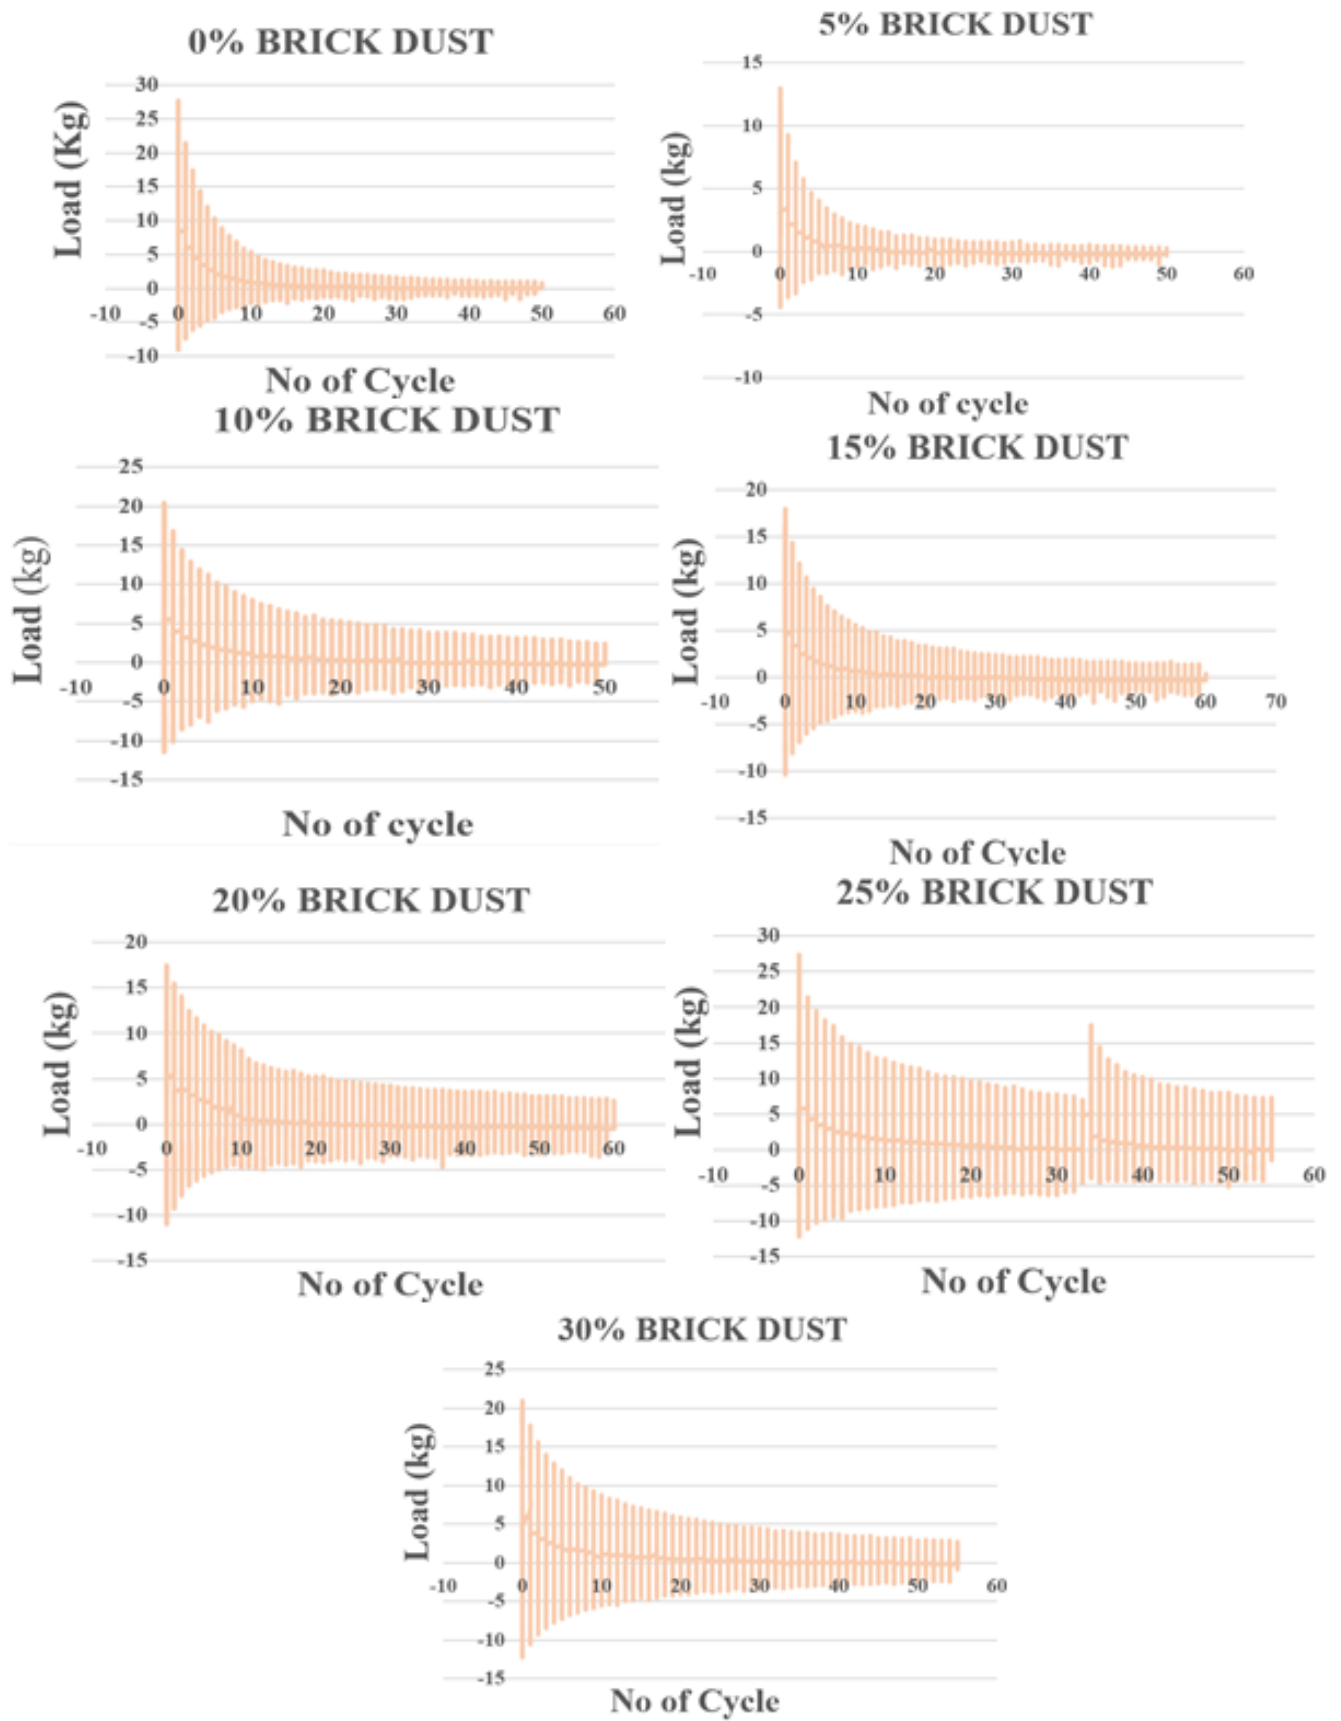 0% BRICK DUST
Load (Kg)
30
25
20
15
10
5
0
-5
-10
-10 0 10 20 30 40 50 60
No of Cycle
5% BRICK DUST
Load (kg)
15
10
5
0
-5
-10
-10 0 10 20 30 40 50 60
No of cycle
10% BRICK DUST
Load (kg)
25
20
15
10
5
0
-5
-10
-15
-10 0 10 20 30 40 50
No of cycle
15% BRICK DUST
Load (kg)
20
15
10
5
0
-5
-10
-15
-10 0 10 20 30 40 50 60 70
No of Cycle
20% BRICK DUST
Load (kg)
20
15
10
5
0
-5
-10
-15
-10 0 10 20 30 40 50 60
No of Cycle
25% BRICK DUST
Load (kg)
30
25
20
15
10
5
0
-5
-10
-15
-10 0 10 20 30 40 50 60
No of Cycle
30% BRICK DUST
Load (kg)
25
20
15
10
5
0
-5
-10
-15
-10 0 10 20 30 40 50 60
No of Cycle